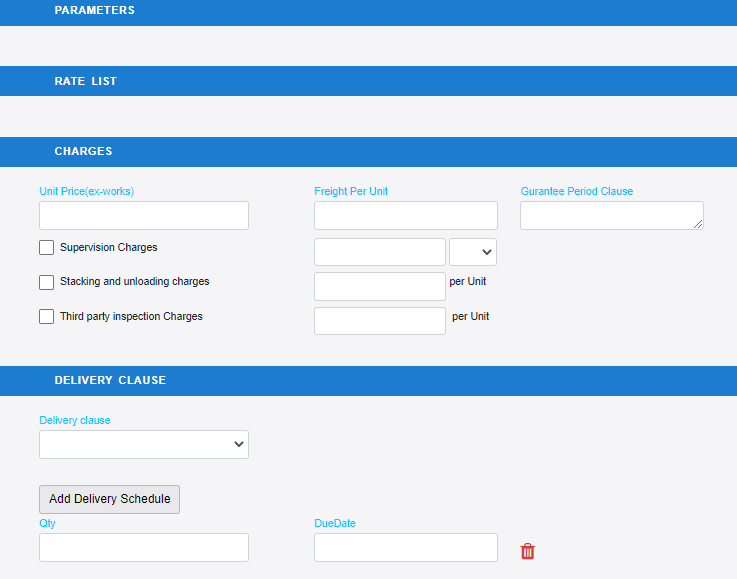 PARAMETERS
RATE LIST
CHARGES
Unit Price(ex-works) Freight Per Unit Gurantee Period Clause
Supervision Charges
Stacking and unloading charges per Unit
Third party inspection Charges per Unit
DELIVERY CLAUSE
Delivery clause
Add Delivery Schedule
Qty DueDate